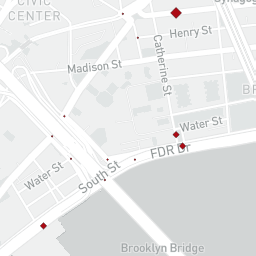 CIVIC
CENTER
Henry St
Madison St
Catherine St
Water St
FDR Dr
South St
Water St
Brooklyn Bridge